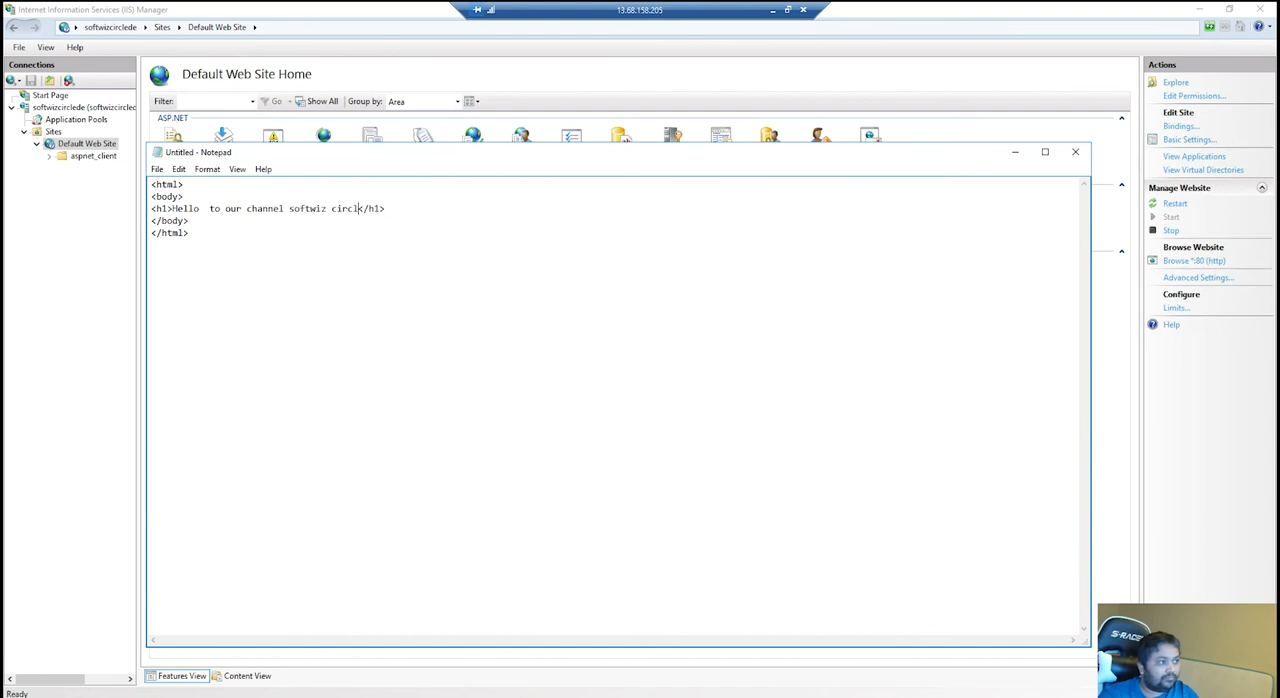 Internet Information Services (IIS) Manager
13.68.158.205
softwizcirclede
Sites
Default Web Site
File
View
Help
Connections
Start Page
softwizcirclede (softwizcirclec
Application Pools
Sites
Default Web Site
aspnet_client
Default Web Site Home
Filter:
Go
Show All
Group by:
Area
ASP.NET
Untitled - Notepad
File
Edit
Format
View
Help
<html>
<body>
<h1>Hello  to our channel softwiz circl</h1>
</body>
</html>
Features View
Content View
Ready
Actions
Explore
Edit Permissions...
Edit Site
Bindings...
Basic Settings...
View Applications
View Virtual Directories
Manage Website
Restart
Start
Stop
Browse Website
Browse *:80 (http)
Advanced Settings...
Configure
Limits...
Help